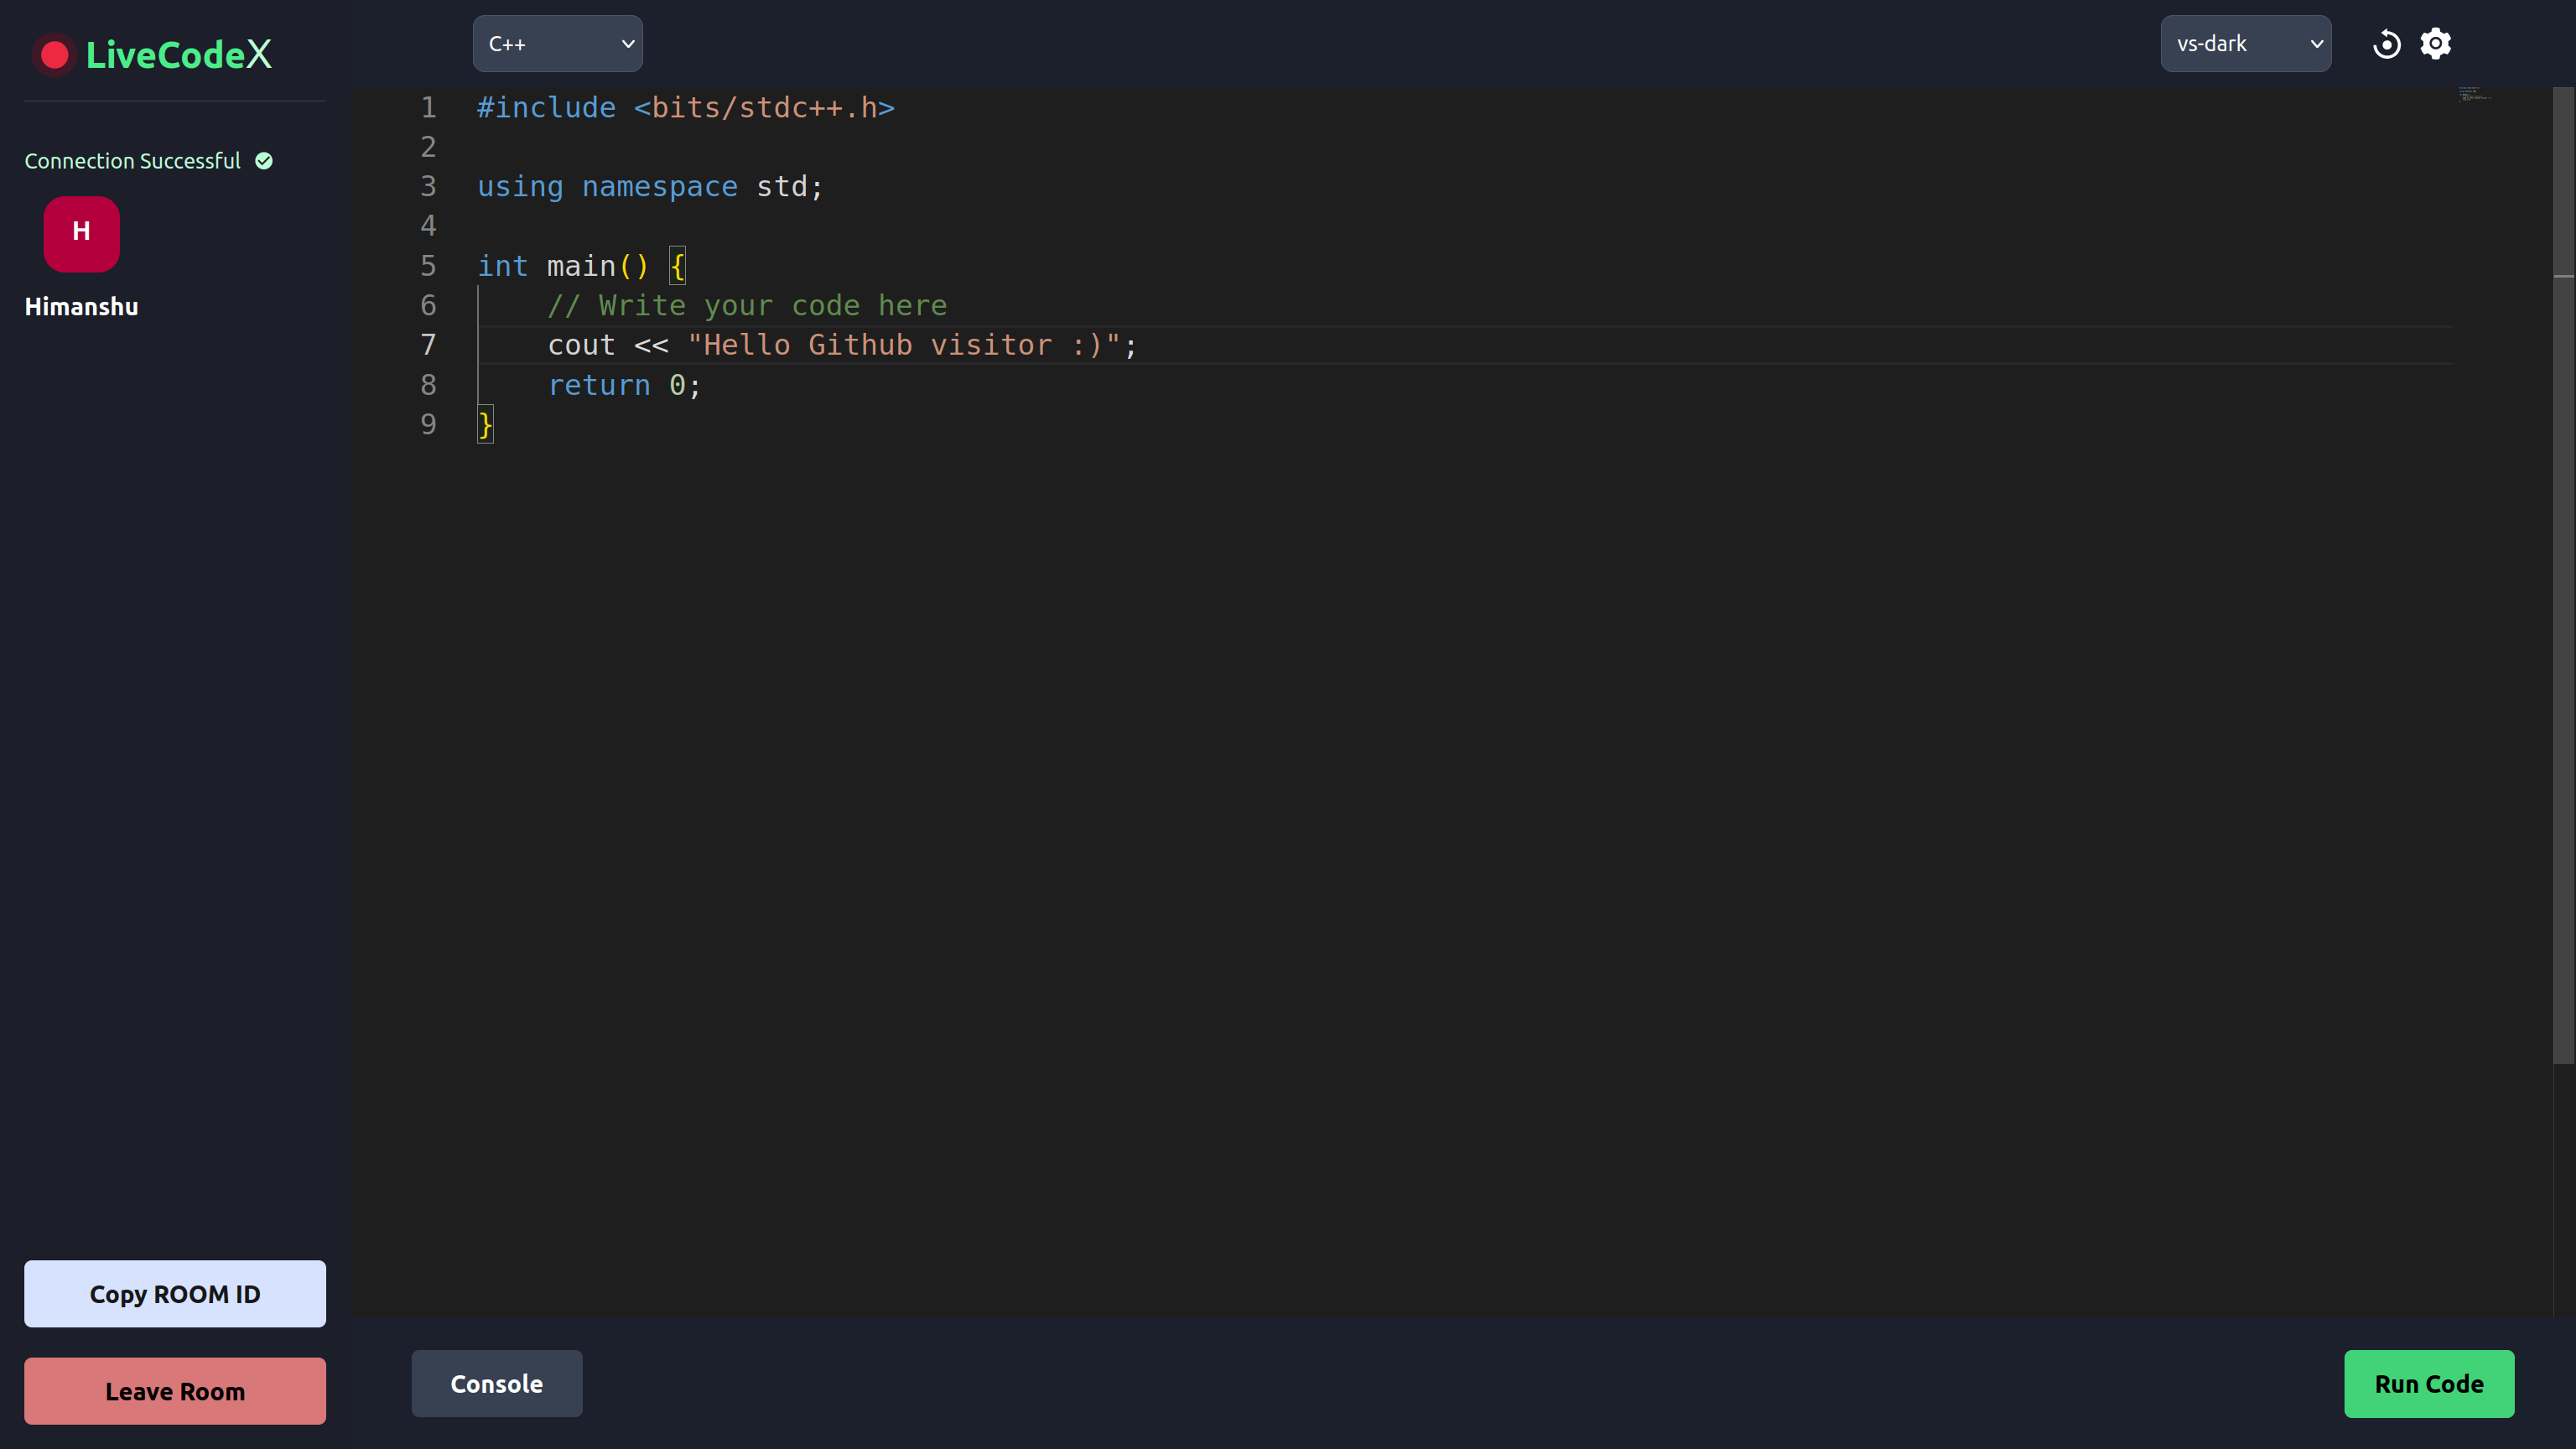 LiveCodeX
Connection Successful
H
Himanshu
Copy ROOM ID
Leave Room
C++
vs-dark
1 #include <bits/stdc++.h>
2
3 using namespace std;
4
5 int main() {
6     // Write your code here
7     cout << "Hello Github visitor :)";
8     return 0;
9 }
Console
Run Code